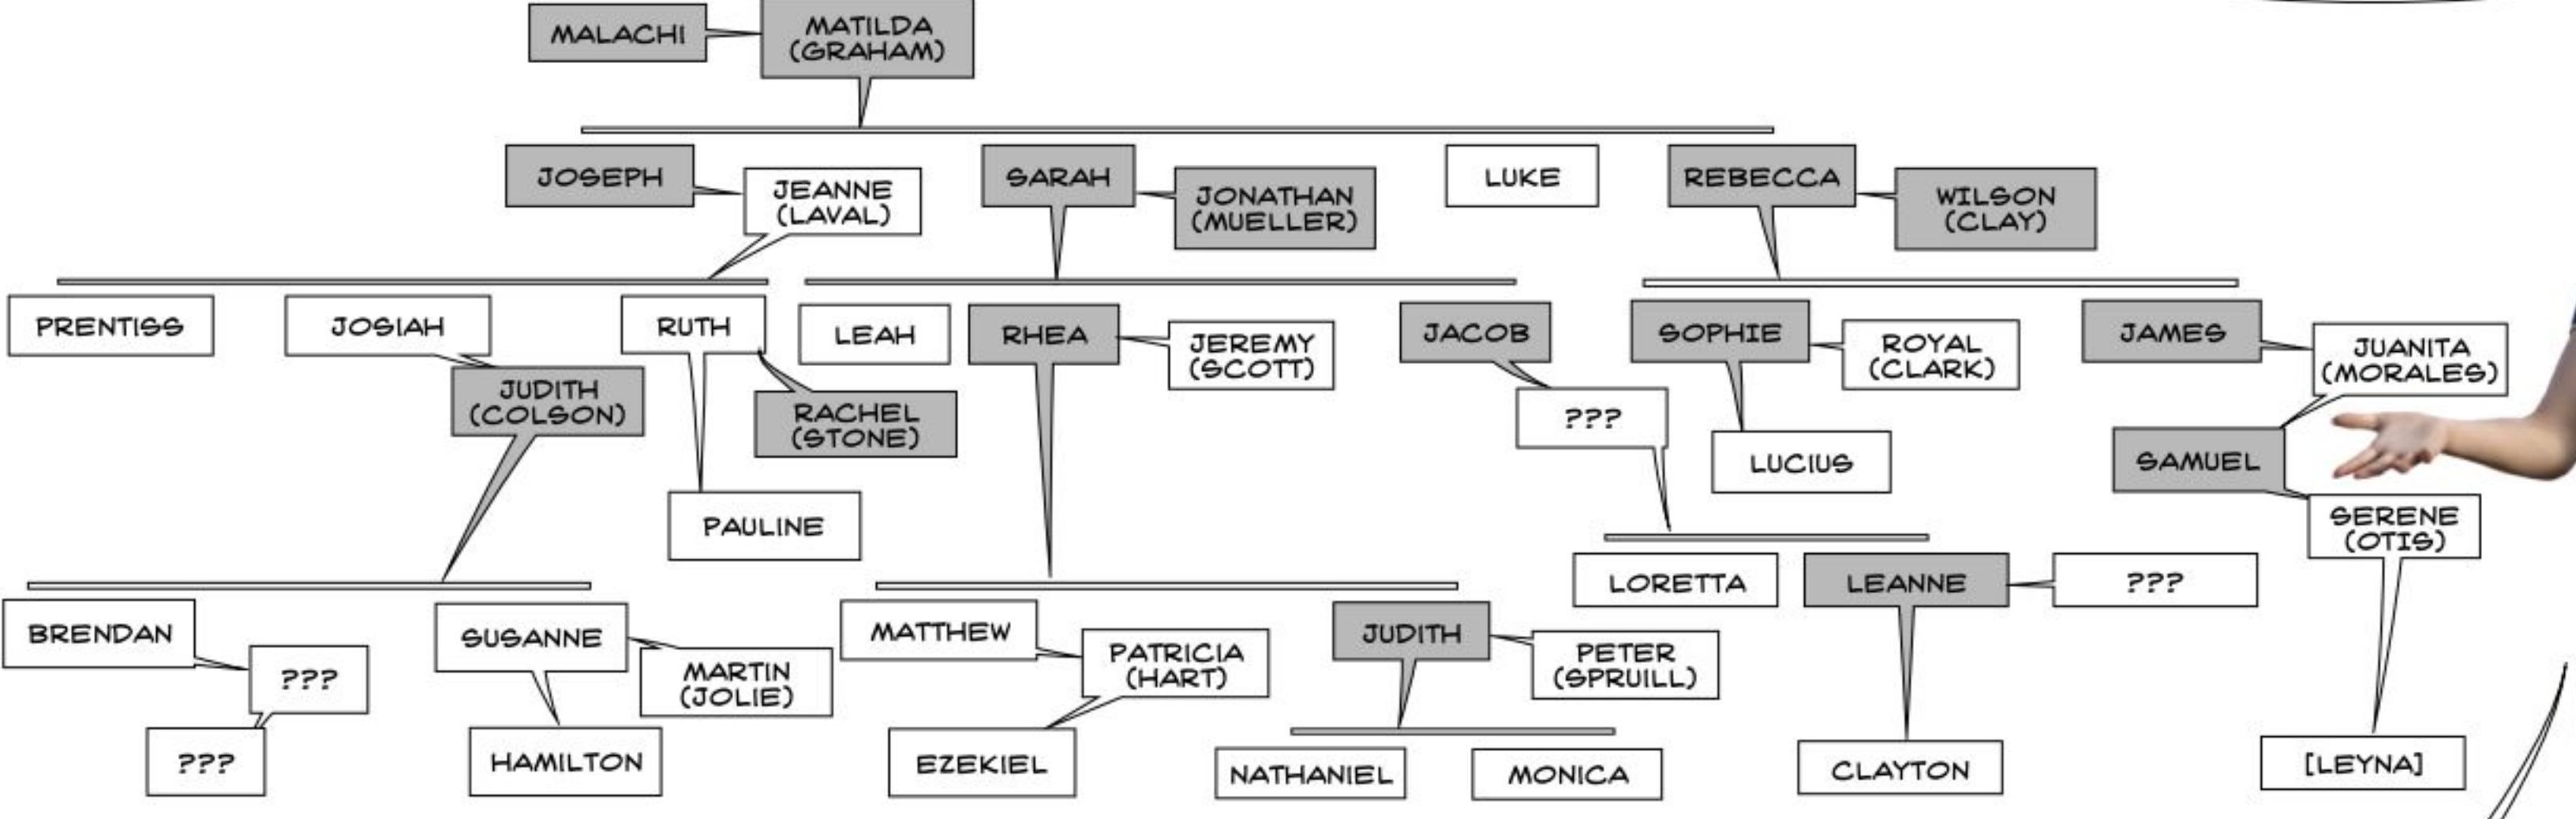 MALACHI
MATILDA
(GRAHAM)
JOSEPH
JEANNE
(LAVAL)
SARAH
JONATHAN
(MUELLER)
LUKE
REBECCA
WILSON
(CLAY)
PRENTISS
JOSIAH
JUDITH
(COLSON)
RUTH
RACHEL
(STONE)
LEAH
RHEA
JEREMY
(SCOTT)
JACOB
???
SOPHIE
ROYAL
(CLARK)
JAMES
JUANITA
(MORALES)
LUCIUS
SAMUEL
SERENE
(OTIS)
PAULINE
LORETTA
LEANNE
???
BRENDAN
???
SUSANNE
MARTIN
(JOLIE)
MATTHEW
PATRICIA
(HART)
JUDITH
PETER
(SPRUILL)
???
HAMILTON
EZEKIEL
NATHANIEL
MONICA
CLAYTON
[LEYNA]